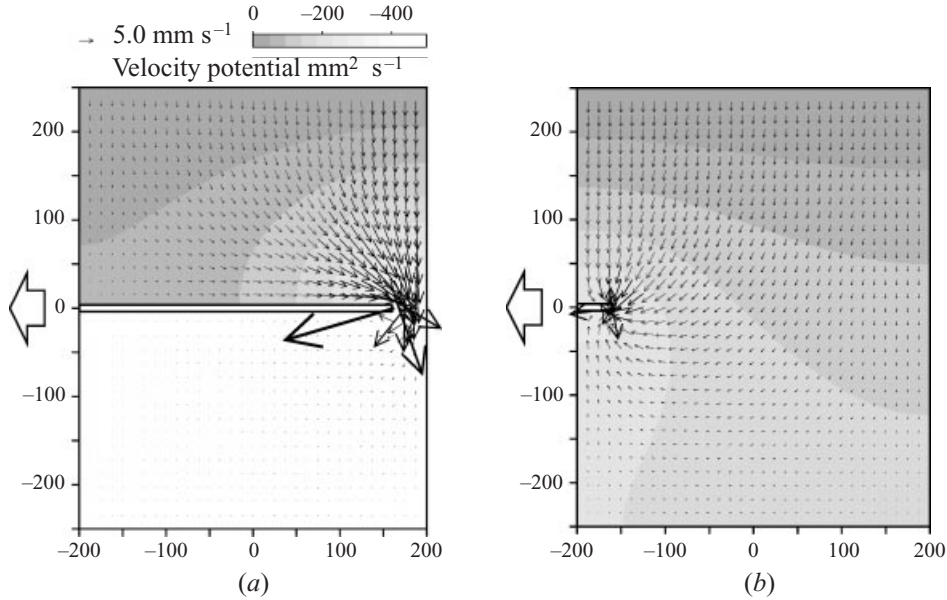 0 –200 –400
5.0 mm s–1
Velocity potential mm2 s–1
200 200
100 100
0 0
–100 –100
–200 –200
–200 –100 0 100 200 –200 –100 0 100 200
(a) (b)